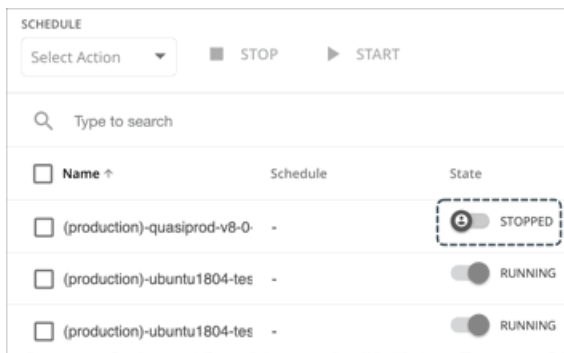 SCHEDULE
Select Action STOP START
Type to search
Name ↑ Schedule State
(production)-quasiprod-v8-0- - STOPPED
(production)-ubuntu1804-tes - RUNNING
(production)-ubuntu1804-tes - RUNNING